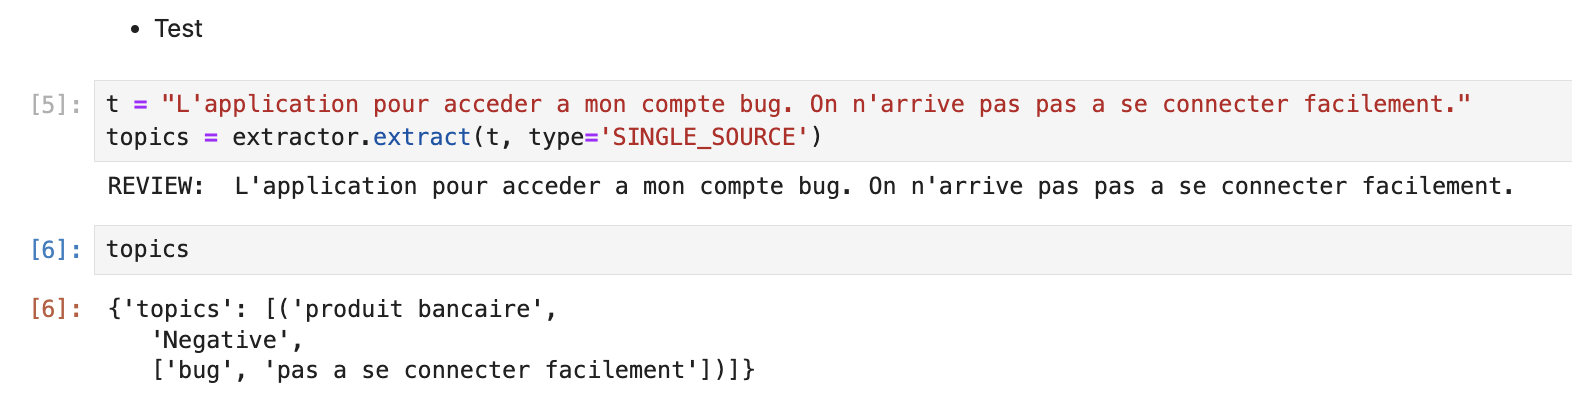 • Test
[5]: t = "L'application pour acceder a mon compte bug. On n'arrive pas pas a se connecter facilement."
topics = extractor.extract(t, type='SINGLE_SOURCE')
REVIEW:  L'application pour acceder a mon compte bug. On n'arrive pas pas a se connecter facilement.
[6]: topics
[6]: {'topics': [('produit bancaire',
'Negative',
['bug', 'pas a se connecter facilement'])]}